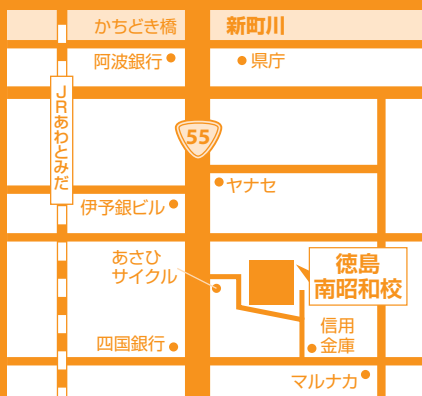 かちどき橋
新町川
阿波銀行
県庁
JRあわとみだ
55
ヤナセ
伊予銀ビル
あさひ
サイクル
徳島
南昭和校
信用
金庫
四国銀行
マルナカ